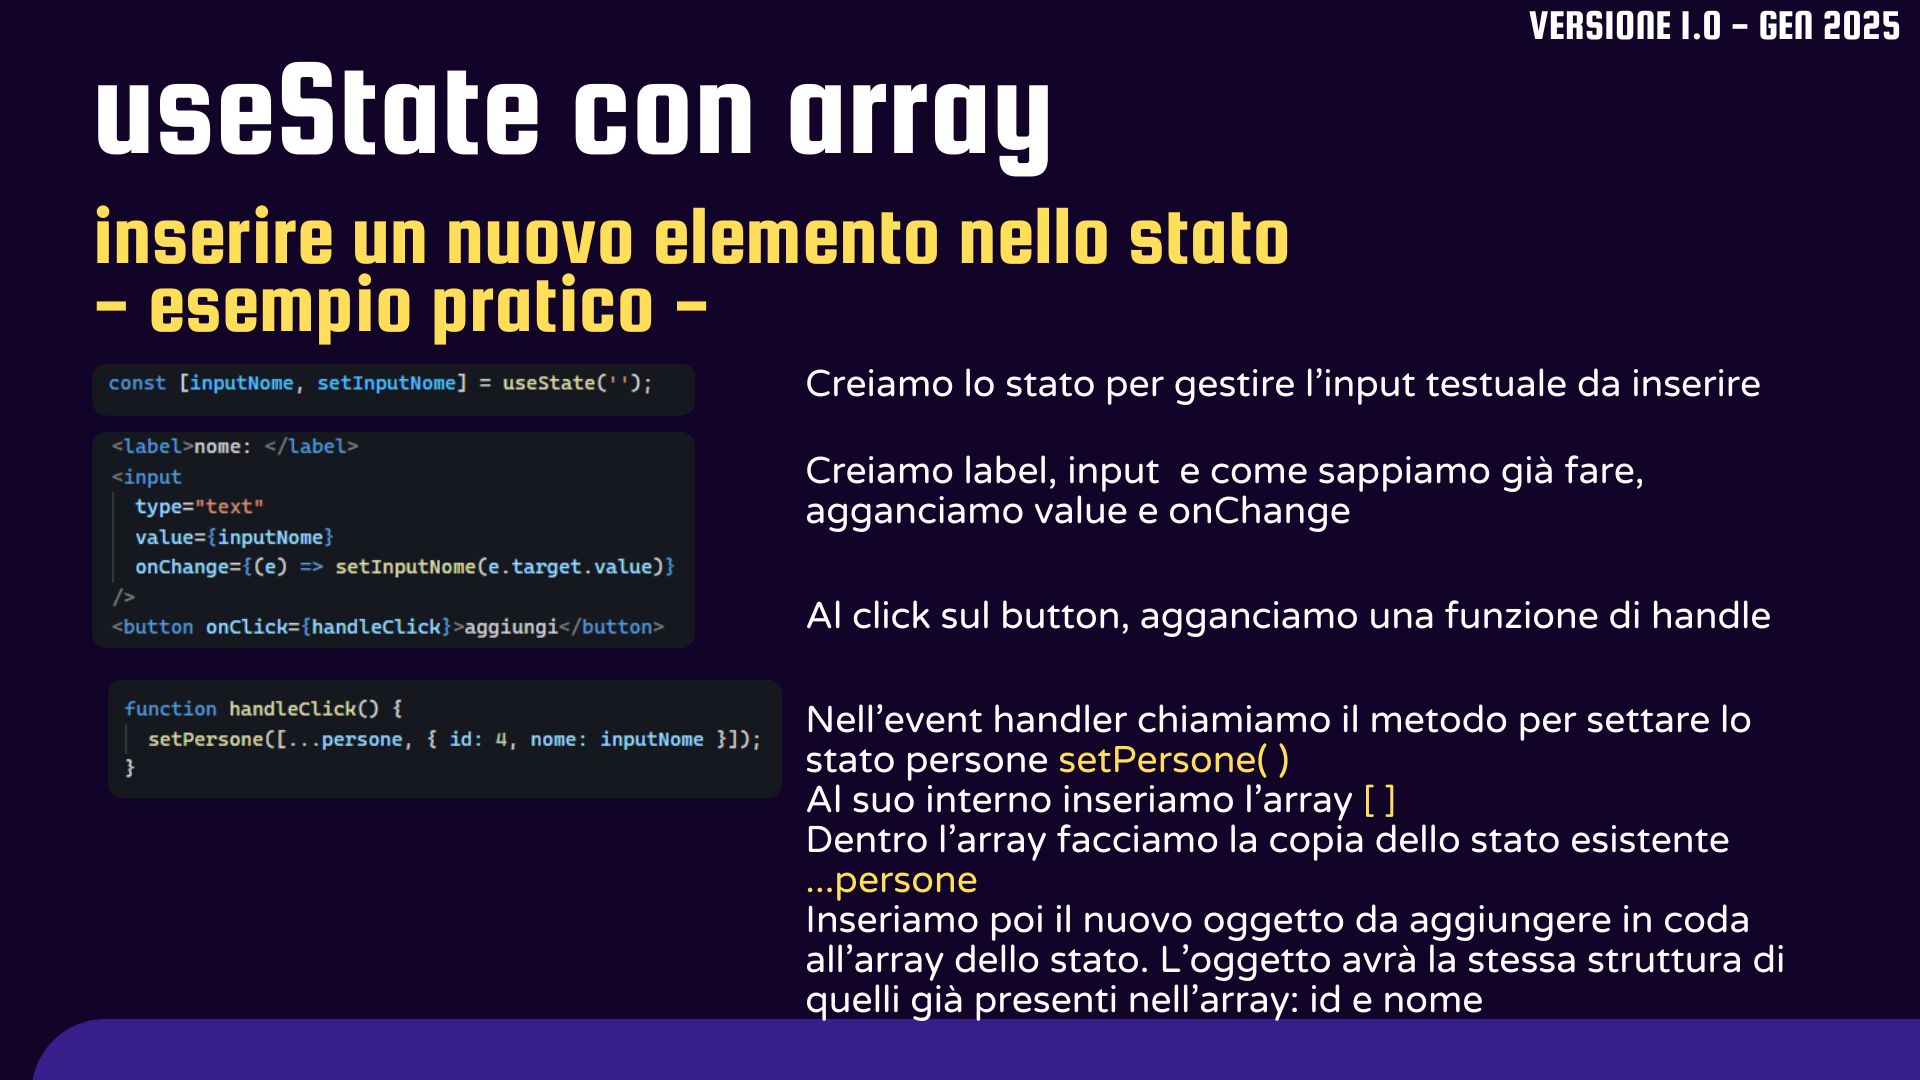 VERSIONE 1.0 - GEN 2025
useState con array
inserire un nuovo elemento nello stato
- esempio pratico -
const [inputNome, setInputNome] = useState('');
Creiamo lo stato per gestire l'input testuale da inserire
<label>nome: </label>
<input
type="text"
value={inputNome}
onChange={(e) => setInputNome(e.target.value)}
/>
<button onClick={handleClick}>aggiungi</button>
Creiamo label, input  e come sappiamo già fare,
agganciamo value e onChange
Al click sul button, agganciamo una funzione di handle
function handleClick() {
setPersone([...persone, { id: 4, nome: inputNome }]);
}
Nell'event handler chiamiamo il metodo per settare lo
stato persone setPersone( )
Al suo interno inseriamo l'array [ ]
Dentro l'array facciamo la copia dello stato esistente
...persone
Inseriamo poi il nuovo oggetto da aggiungere in coda
all'array dello stato. L'oggetto avrà la stessa struttura di
quelli già presenti nell'array: id e nome